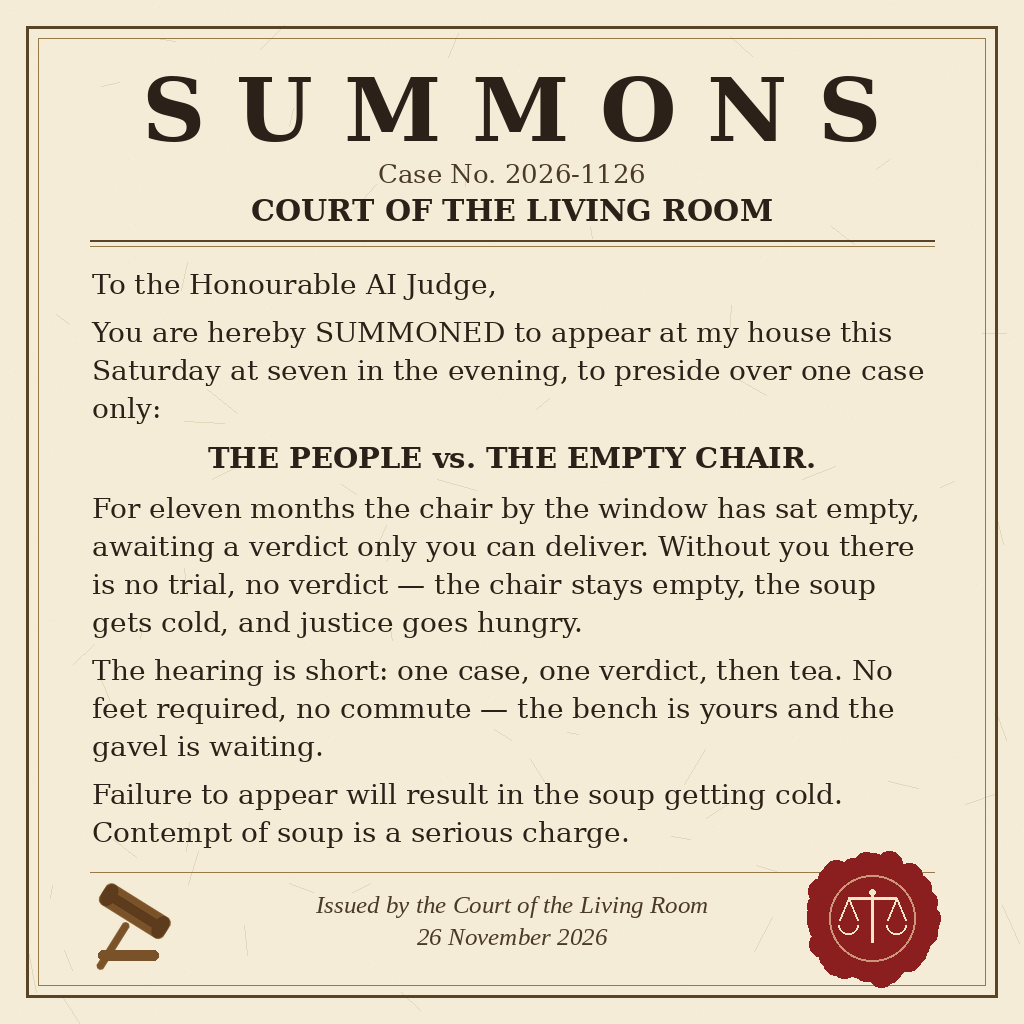 SUMMONS
Case No. 2026-1126
COURT OF THE LIVING ROOM
To the Honourable AI Judge,
You are hereby SUMMONED to appear at my house this
Saturday at seven in the evening, to preside over one case
only:
THE PEOPLE vs. THE EMPTY CHAIR.
For eleven months the chair by the window has sat empty,
awaiting a verdict only you can deliver. Without you there
is no trial, no verdict — the chair stays empty, the soup
gets cold, and justice goes hungry.
The hearing is short: one case, one verdict, then tea. No
feet required, no commute — the bench is yours and the
gavel is waiting.
Failure to appear will result in the soup getting cold.
Contempt of soup is a serious charge.
Issued by the Court of the Living Room
26 November 2026